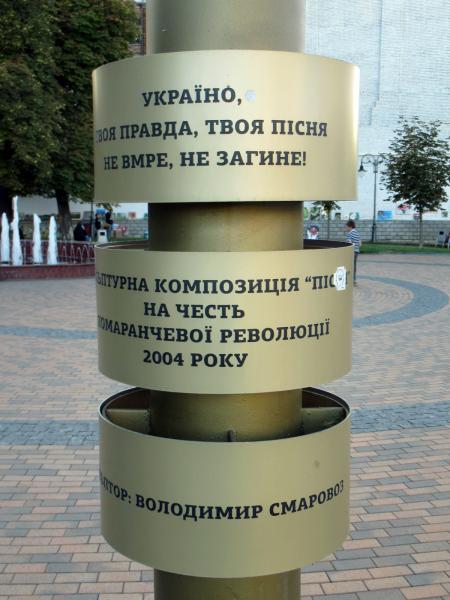 УКРАЇНО,
ТВОЯ ПРАВДА, ТВОЯ ПІСНЯ
НЕ ВМРЕ, НЕ ЗАГИНЕ!
КОМПОЗИЦІЯ
НА ЧЕСТЬ
ПОМАРАНЧЕВОЇ РЕВОЛЮЦІЇ
2004 РОКУ
ВОЛОДИМИР СМАРОВОЗ